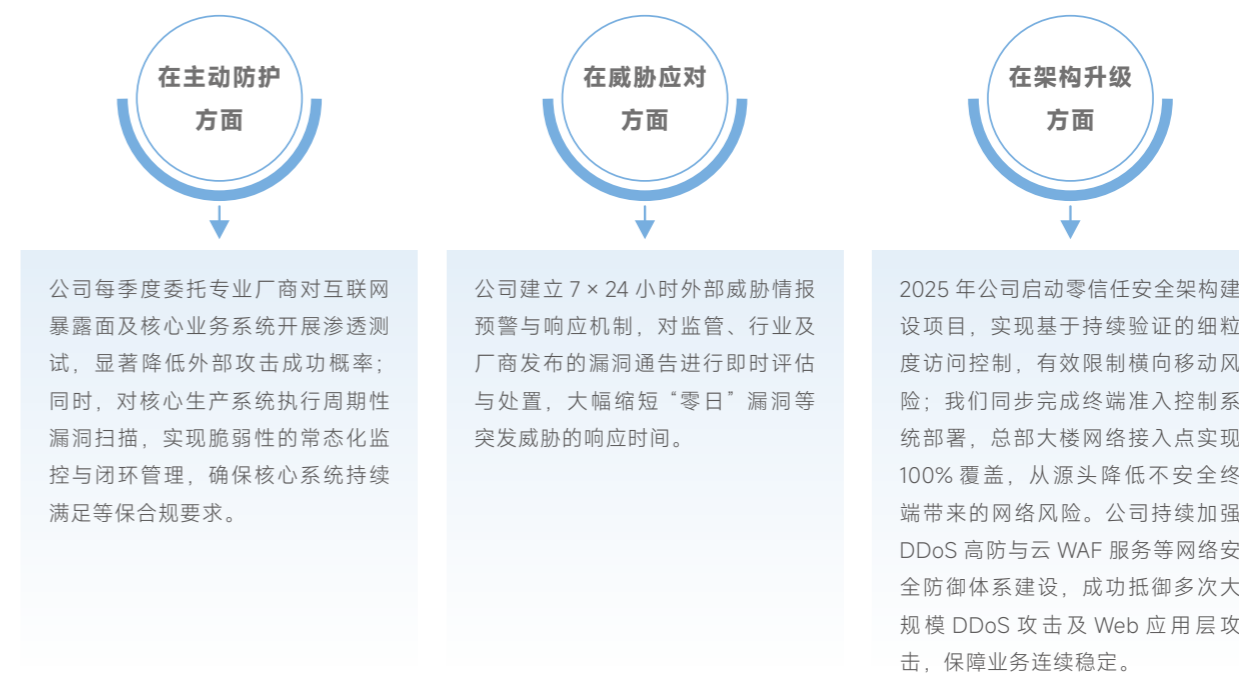 在主动防护
方面
公司每季度委托专业厂商对互联网
暴露面及核心业务系统开展渗透测
试，显著降低外部攻击成功概率；
同时，对核心生产系统执行周期性
漏洞扫描，实现脆弱性的常态化监
控与闭环管理，确保核心系统持续
满足等保合规要求。
在威胁应对
方面
公司建立 7 × 24 小时外部威胁情报
预警与响应机制，对监管、行业及
厂商发布的漏洞通告进行即时评估
与处置，大幅缩短“零日”漏洞等
突发威胁的响应时间。
在架构升级
方面
2025 年公司启动零信任安全架构建
设项目，实现基于持续验证的细粒
度访问控制，有效限制横向移动风
险；我们同步完成终端准入控制系
统部署，总部大楼网络接入点实现
100% 覆盖，从源头降低不安全终
端带来的网络风险。公司持续加强
DDoS 高防与云 WAF 服务等网络安
全防御体系建设，成功抵御多次大
规模 DDoS 攻击及 Web 应用层攻
击，保障业务连续稳定。